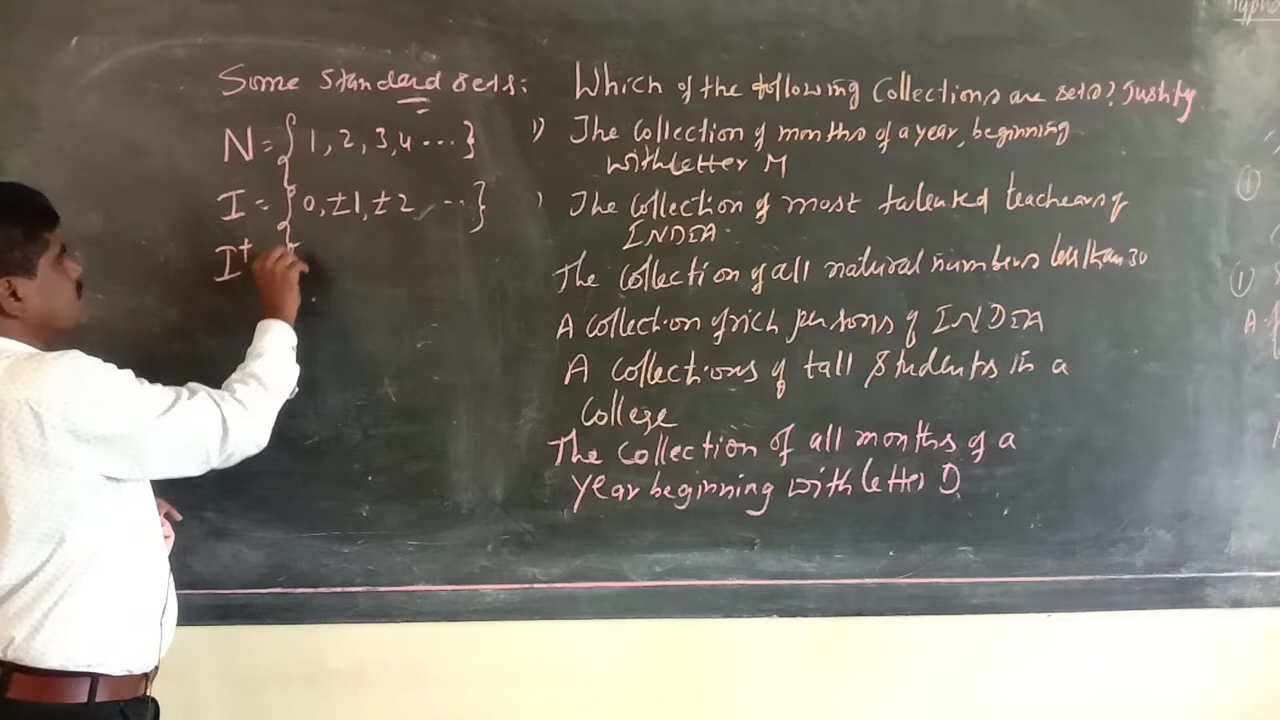 Some standard sets:
N = { 1, 2, 3, 4 ... }
I = { 0, ±1, ±2, ... }
I+ {
Which of the following Collections are sets? Justify
1) The Collection of months of a year, beginning
with letter M
) The Collection of most talented teachears of
INDIA.
The Collection of all natural numbers less than 30
A collection of rich persons of INDIA
A collections of tall students in a
College
The collection of all months of a
year beginning with letter D
①
①
A